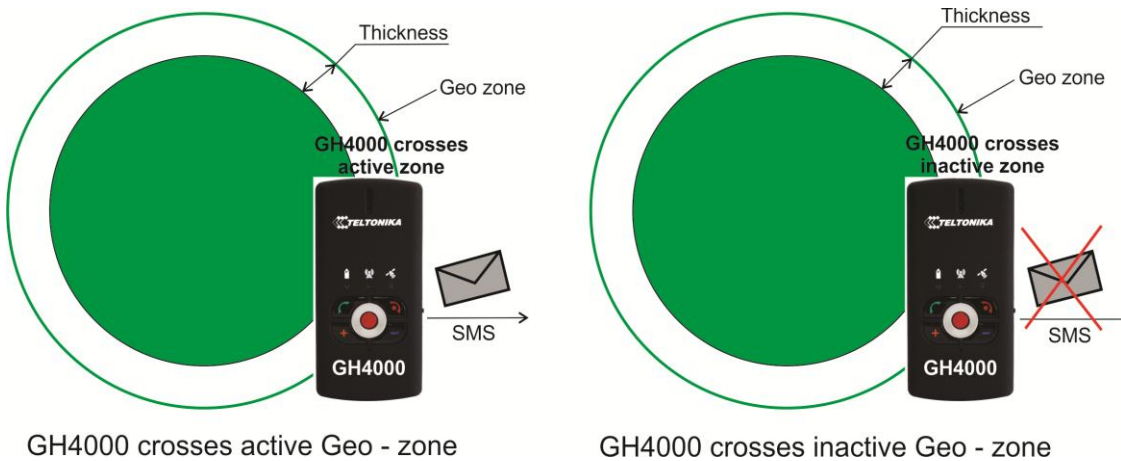 Thickness
Geo zone
GH4000 crosses
active zone
TELTONIKA
SMS
GH4000
GH4000 crosses active Geo - zone
Thickness
Geo zone
GH4000 crosses
inactive zone
TELTONIKA
SMS
GH4000
GH4000 crosses inactive Geo - zone